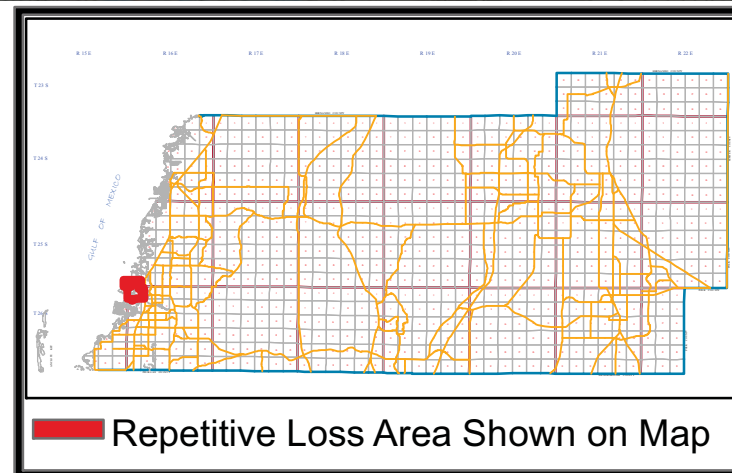 R 15 E R 16 E R 17 E R 18 E R 19 E R 20 E R 21 E R 22 E
T 23 S
T 24 S
GULF OF MEXICO
T 25 S
T 26 S
Repetitive Loss Area Shown on Map